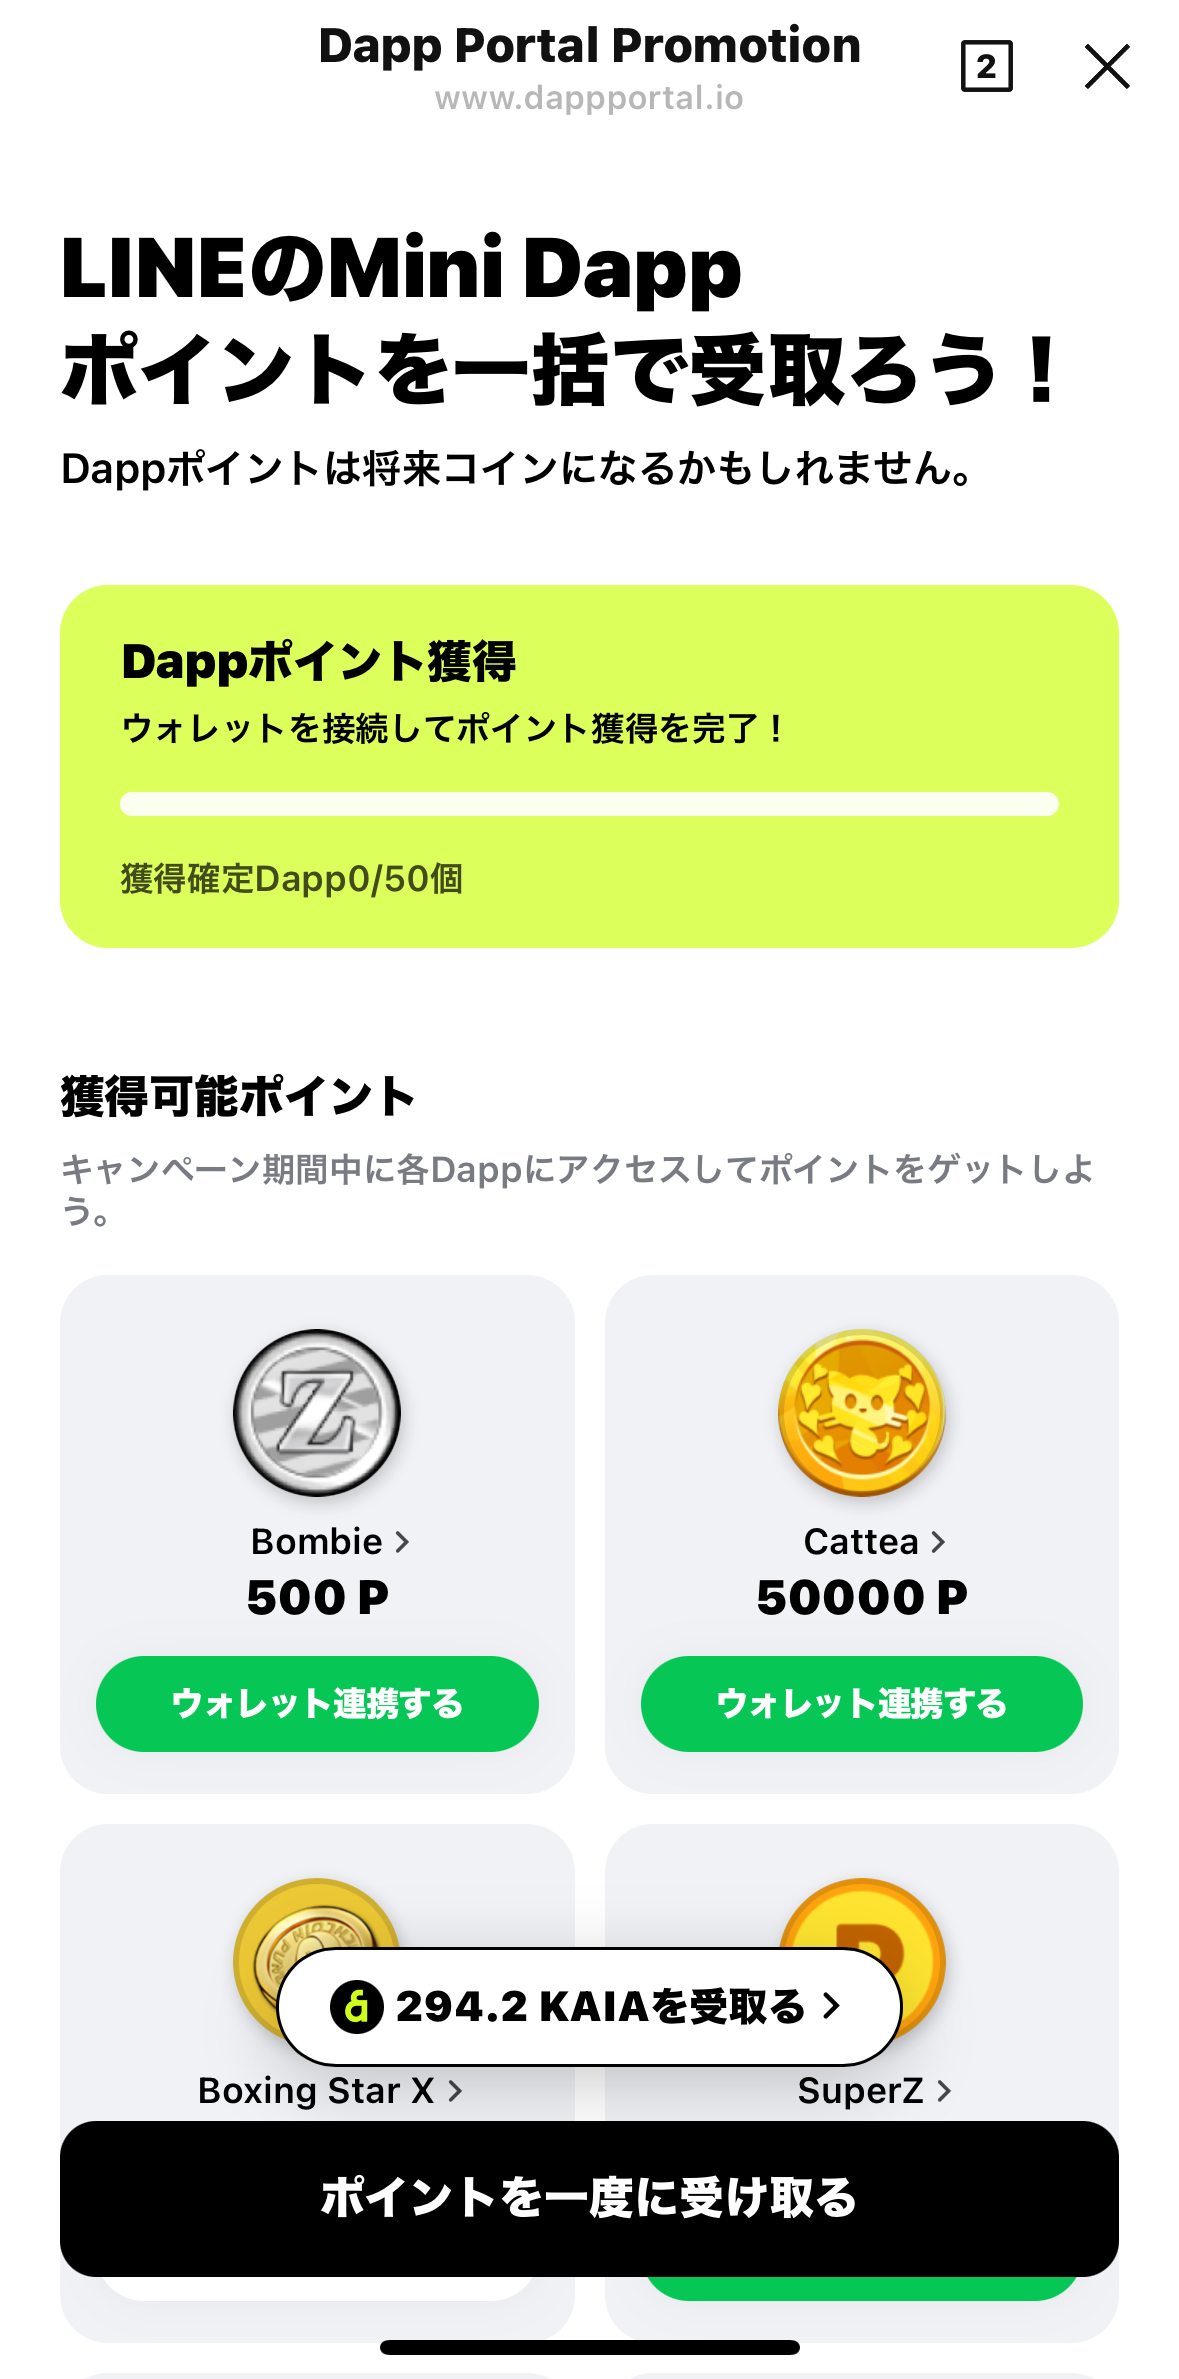 Dapp Portal Promotion
www.dappportal.io
2
LINEのMini Dapp
ポイントを一括で受取ろう！
Dappポイントは将来コインになるかもしれません。
Dappポイント獲得
ウォレットを接続してポイント獲得を完了！
獲得確定Dapp0/50個
獲得可能ポイント
キャンペーン期間中に各Dappにアクセスしてポイントをゲットしよ
う。
Z
Bombie
500 P
ウォレット連携する
Cattea
50000 P
ウォレット連携する
294.2 KAIAを受取る
Boxing Star X
SuperZ
ポイントを一度に受け取る